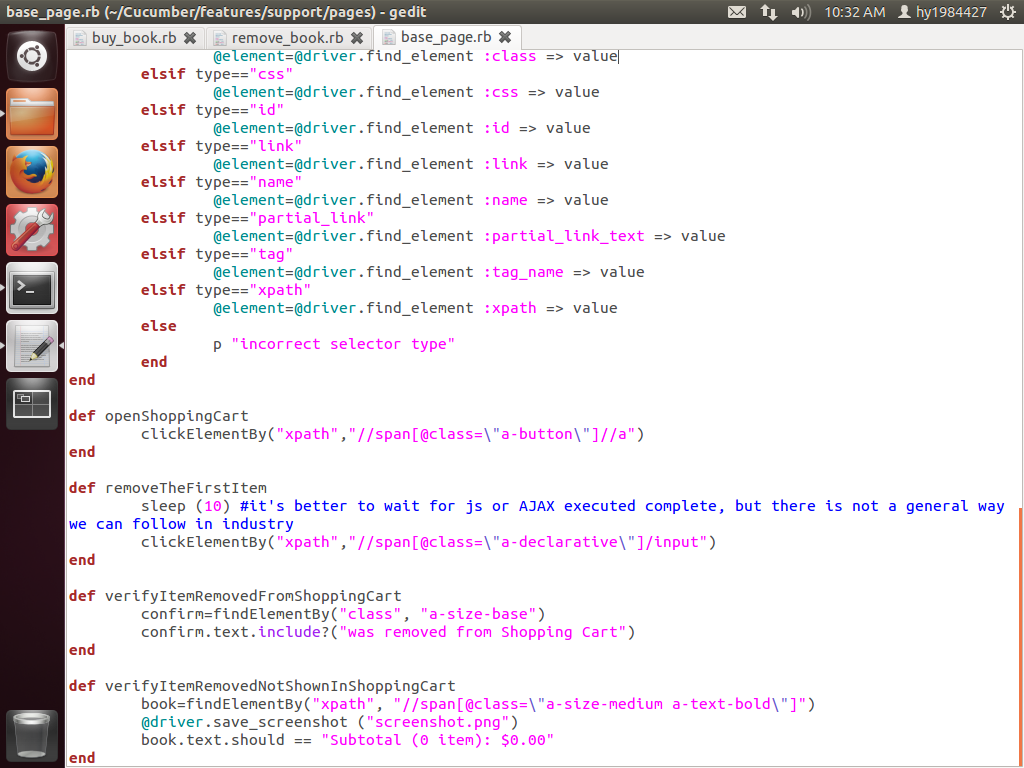 base_page.rb (~/Cucumber/features/support/pages) - gedit
10:32 AM
hy1984427
buy_book.rb
remove_book.rb
base_page.rb
@element=@driver.find_element :class => value
elsif type=="css"
@element=@driver.find_element :css => value
elsif type=="id"
@element=@driver.find_element :id => value
elsif type=="link"
@element=@driver.find_element :link => value
elsif type=="name"
@element=@driver.find_element :name => value
elsif type=="partial_link"
@element=@driver.find_element :partial_link_text => value
elsif type=="tag"
@element=@driver.find_element :tag_name => value
elsif type=="xpath"
@element=@driver.find_element :xpath => value
else
p "incorrect selector type"
end
end
def openShoppingCart
clickElementBy("xpath","//span[@class=\"a-button\"]//a")
end
def removeTheFirstItem
sleep (10) #it's better to wait for js or AJAX executed complete, but there is not a general way
we can follow in industry
clickElementBy("xpath","//span[@class=\"a-declarative\"]/input")
end
def verifyItemRemovedFromShoppingCart
confirm=findElementBy("class", "a-size-base")
confirm.text.include?("was removed from Shopping Cart")
end
def verifyItemRemovedNotShownInShoppingCart
book=findElementBy("xpath", "//span[@class=\"a-size-medium a-text-bold\"]")
@driver.save_screenshot ("screenshot.png")
book.text.should == "Subtotal (0 item): $0.00"
end